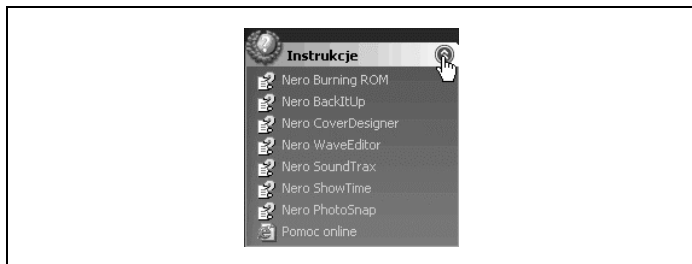 Instrukcje
Nero Burning ROM
Nero BackItUp
Nero CoverDesigner
Nero WaveEditor
Nero SoundTrax
Nero ShowTime
Nero PhotoSnap
Pomoc online